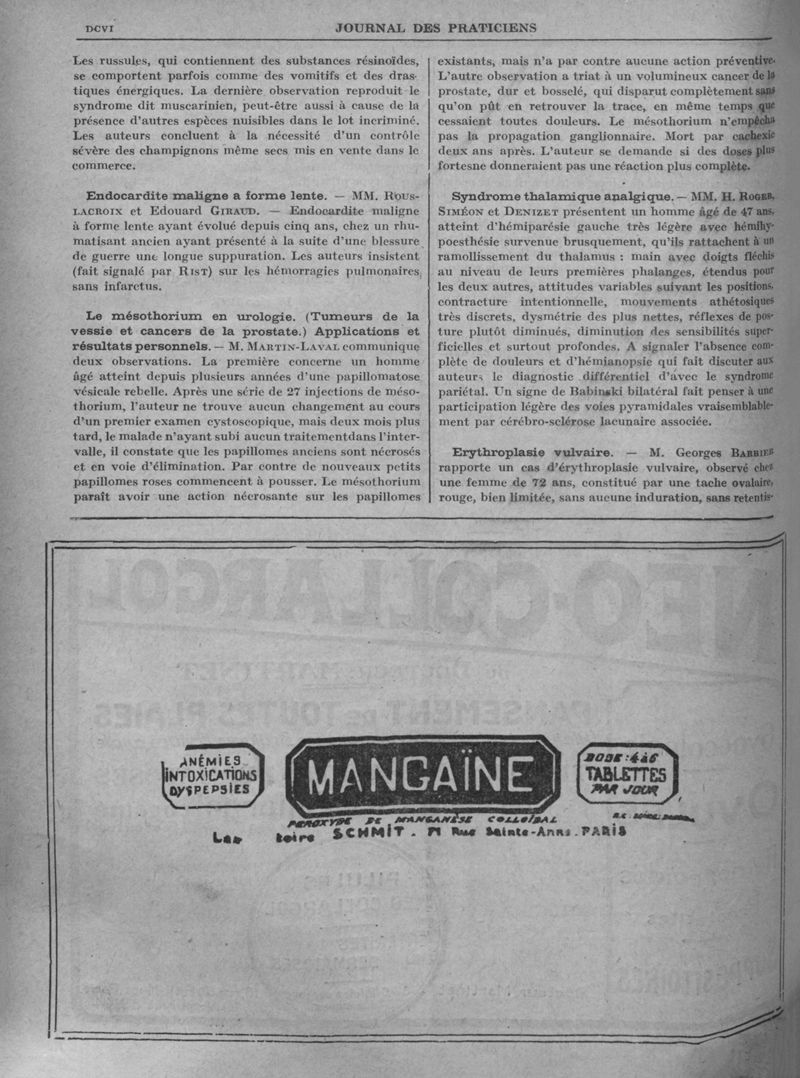 DCVI
JOURNAL DES PRATICIENS
Les russules, qui contiennent des substances résinoïdes,
se comportent parfois comme des vomitifs et des dras-
tiques énergiques. La dernière observation reproduit le
syndrome dit muscarinien, peut-être aussi à cause de la
présence d'autres espèces nuisibles dans le lot incriminé.
Les auteurs concluent à la nécessité d'un contrôle
sévère des champignons même secs mis en vente dans le
commerce.
Endocardite maligne a forme lente. — MM. Rous-
lacroix et Edouard Giraud. — Endocardite maligne
à forme lente ayant évolué depuis cinq ans, chez un rhu-
matisant ancien ayant présenté à la suite d'une blessure
de guerre une longue suppuration. Les auteurs insistent
(fait signalé par Rist) sur les hémorragies pulmonaires
sans infarctus.
Le mésothorium en urologie. (Tumeurs de la
vessie et cancers de la prostate.) Applications et
résultats personnels. — M. Martin-Laval communique
deux observations. La première concerne un homme
âgé atteint depuis plusieurs années d'une papillomatose
vésicale rebelle. Après une série de 27 injections de méso-
thorium, l'auteur ne trouve aucun changement au cours
d'un premier examen cystoscopique, mais deux mois plus
tard, le malade n'ayant subi aucun traitementdans l'inter-
valle, il constate que les papillomes anciens sont nécrosés
et en voie d'élimination. Par contre de nouveaux petits
papillomes roses commencent à pousser. Le mésothorium
paraît avoir une action nécrosante sur les papillomes
existants, mais n'a par contre aucune action préventive.
L'autre observation a triat à un volumineux cancer de la
prostate, dur et bosselé, qui disparut complètement sans
qu'on pût en retrouver la trace, en même temps que
cessaient toutes douleurs. Le mésothorium n'empêcha
pas la propagation ganglionnaire. Mort par cachexie
deux ans après. L'auteur se demande si des doses plus
fortesne donneraient pas une réaction plus complète.
Syndrome thalamique analgique. — MM. H. Roger,
Siméon et Denizet présentent un homme âgé de 47 ans,
atteint d'hémiparésie gauche très légère avec hémihy-
poesthésie survenue brusquement, qu'ils rattachent à un
ramollissement du thalamus : main avec doigts fléchis
au niveau de leurs premières phalanges, étendus pour
les deux autres, attitudes variables suivant les positions,
contracture intentionnelle, mouvements athétosiques
très discrets, dysmétrie des plus nettes, réflexes de pos-
ture plutôt diminués, diminution des sensibilités super-
ficielles et surtout profondes. A signaler l'absence com-
plète de douleurs et d'hémianopsie qui fait discuter aux
auteurs le diagnostic différentiel d'avec le syndrome
pariétal. Un signe de Babinski bilatéral fait penser à une
participation légère des voies pyramidales vraisemblable-
ment par cérébro-sclérose lacunaire associée.
Erythroplasie vulvaire. — M. Georges Barbier
rapporte un cas d'érythroplasie vulvaire, observé chez
une femme de 72 ans, constitué par une tache ovalaire,
rouge, bien limitée, sans aucune induration, sans retentis-
ANÉMIES
INTOXICATIONS
DYSPEPSIES
MANGAÏNE
DOSE : 4 à 6
TABLETTES
PAR JOUR
PEROXYDE DE MANGANÈSE COLLOÏDAL
toire SCHMIT. 71 Rue Sainte-Anne. PARIS